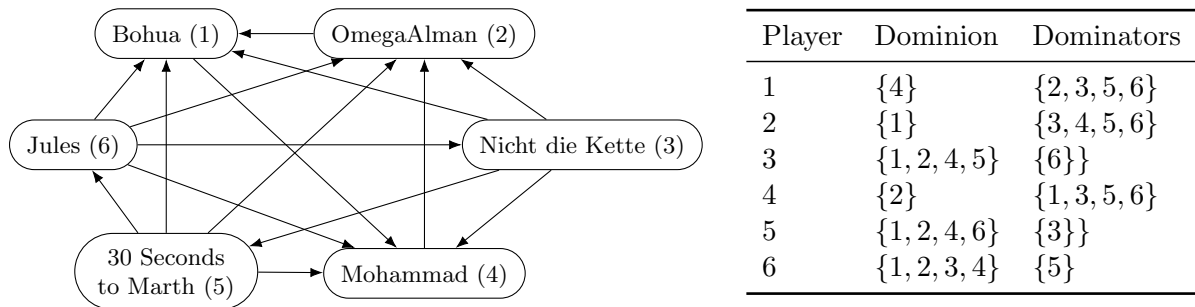 Bohua (1)
OmegaAlman (2)
Jules (6)
Nicht die Kette (3)
30 Seconds
to Marth (5)
Mohammad (4)
Player Dominion Dominators
1 {4} {2, 3, 5, 6}
2 {1} {3, 4, 5, 6}
3 {1, 2, 4, 5} {6}}
4 {2} {1, 3, 5, 6}
5 {1, 2, 4, 6} {3}}
6 {1, 2, 3, 4} {5}